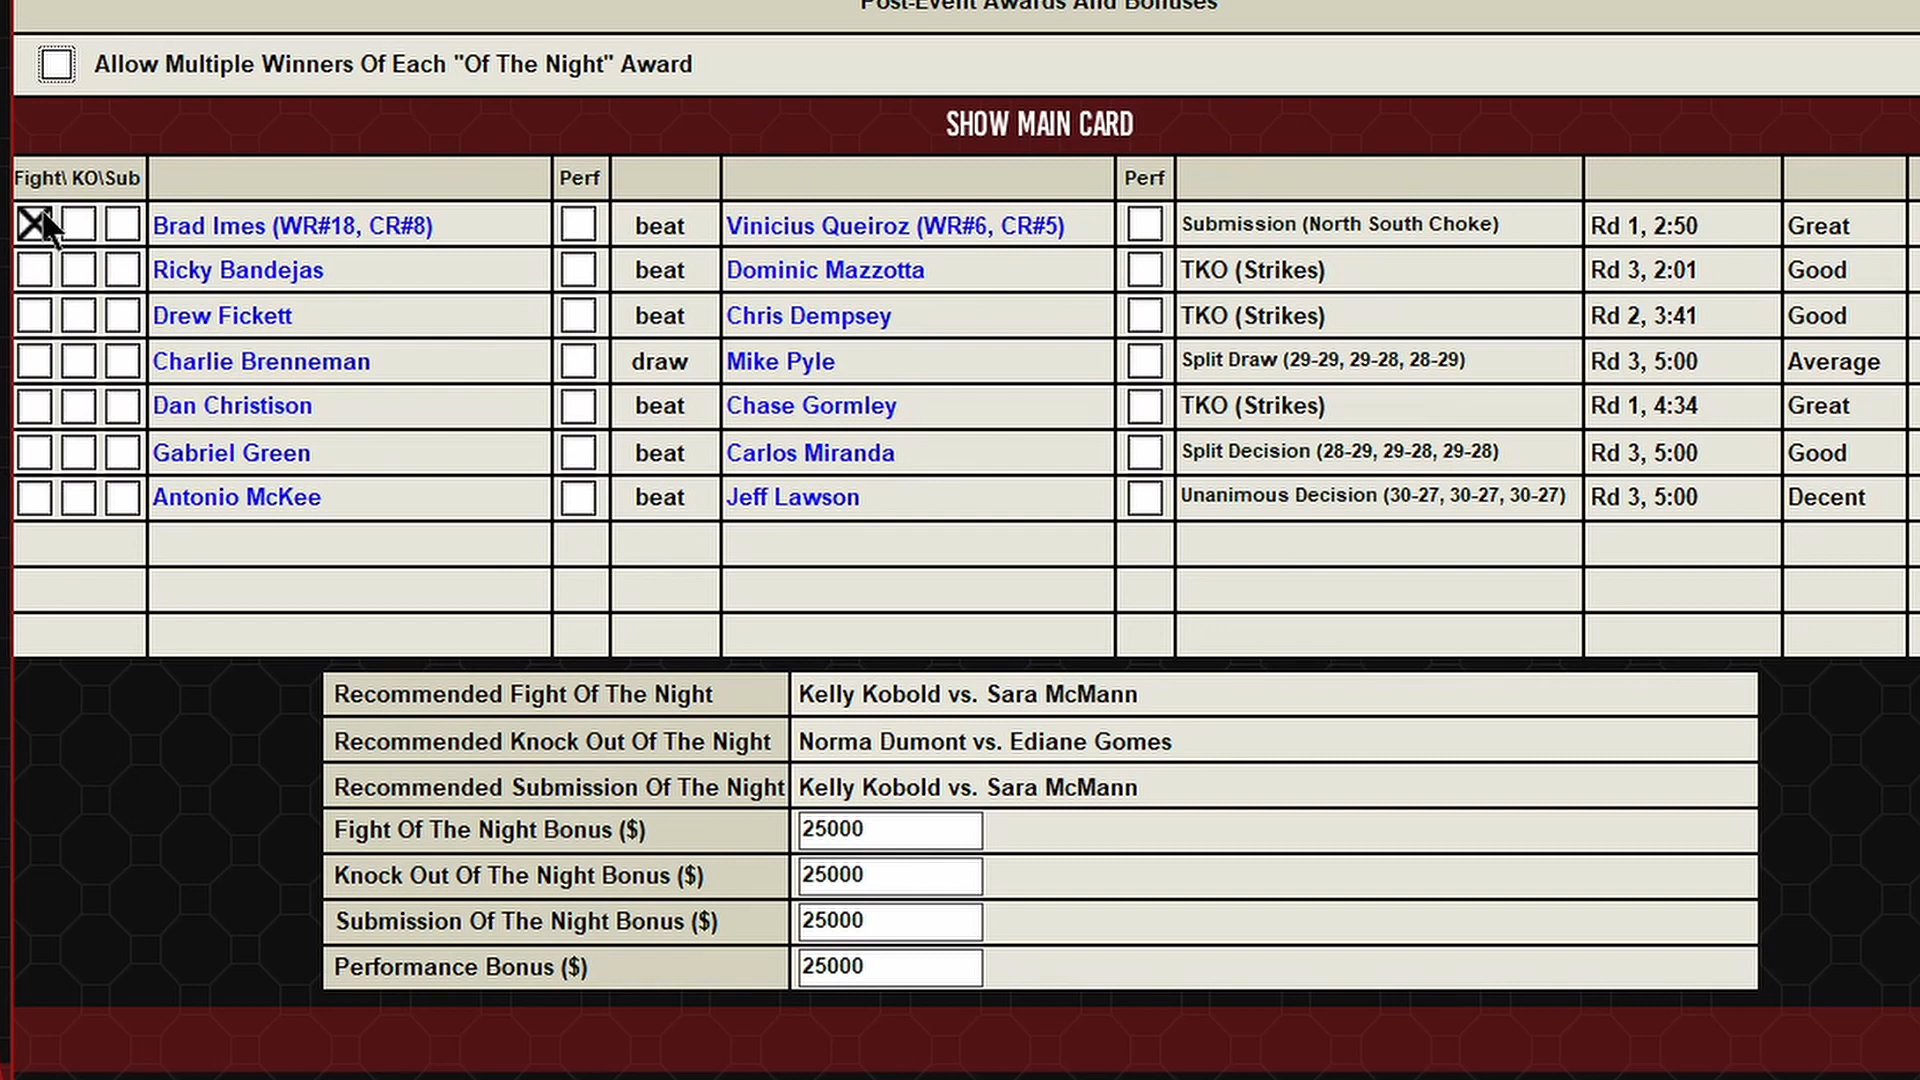 Post-Event Awards And Bonuses
Allow Multiple Winners Of Each "Of The Night" Award
SHOW MAIN CARD
Fight\ KO\Sub Perf Perf
Brad Imes (WR#18, CR#8) beat Vinicius Queiroz (WR#6, CR#5) Submission (North South Choke) Rd 1, 2:50 Great
Ricky Bandejas beat Dominic Mazzotta TKO (Strikes) Rd 3, 2:01 Good
Drew Fickett beat Chris Dempsey TKO (Strikes) Rd 2, 3:41 Good
Charlie Brenneman draw Mike Pyle Split Draw (29-29, 29-28, 28-29) Rd 3, 5:00 Average
Dan Christison beat Chase Gormley TKO (Strikes) Rd 1, 4:34 Great
Gabriel Green beat Carlos Miranda Split Decision (28-29, 29-28, 29-28) Rd 3, 5:00 Good
Antonio McKee beat Jeff Lawson Unanimous Decision (30-27, 30-27, 30-27) Rd 3, 5:00 Decent
Recommended Fight Of The Night Kelly Kobold vs. Sara McMann
Recommended Knock Out Of The Night Norma Dumont vs. Ediane Gomes
Recommended Submission Of The Night Kelly Kobold vs. Sara McMann
Fight Of The Night Bonus ($) 25000
Knock Out Of The Night Bonus ($) 25000
Submission Of The Night Bonus ($) 25000
Performance Bonus ($) 25000